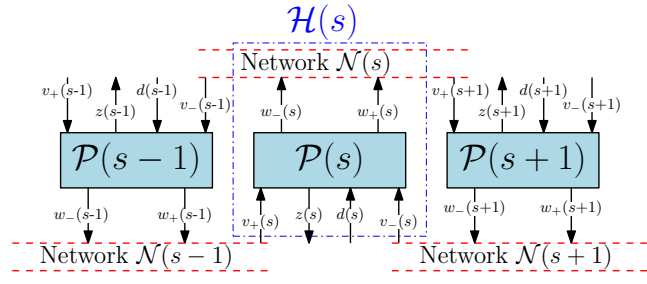 𝓗(s)
Network 𝓝(s)
v₊(s-1) z(s-1) d(s-1) v₋(s-1) w₋(s) w₊(s) v₊(s+1) z(s+1) d(s+1) v₋(s+1)
𝓟(s − 1) 𝓟(s) 𝓟(s + 1)
w₋(s-1) w₊(s-1) v₊(s) z(s) d(s) v₋(s) w₋(s+1) w₊(s+1)
Network 𝓝(s − 1) Network 𝓝(s + 1)